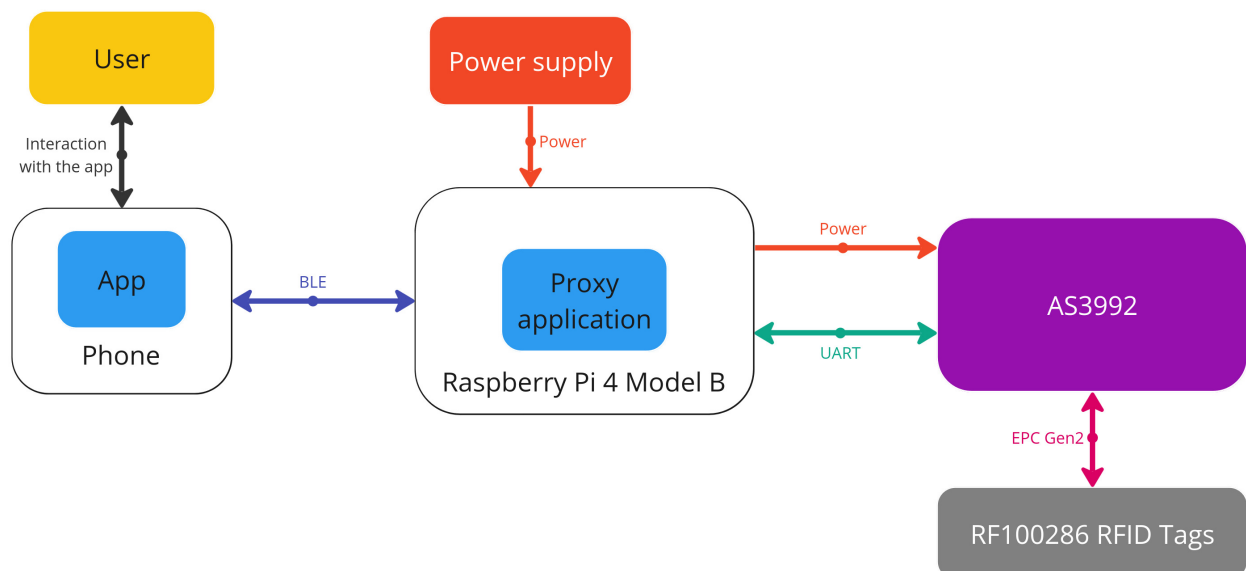 User
Power supply
Interaction
with the app
Power
App
Phone
BLE
Proxy
application
Raspberry Pi 4 Model B
Power
UART
AS3992
EPC Gen2
RF100286 RFID Tags